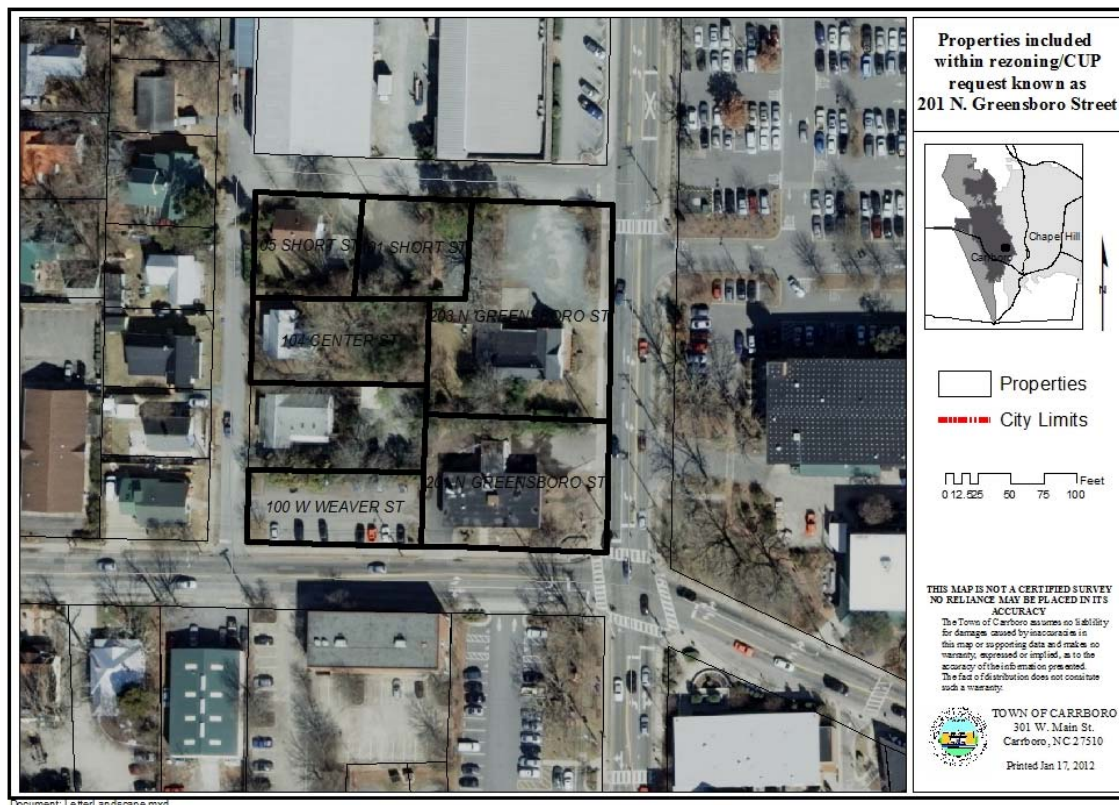 Properties included
within rezoning/CUP
request known as
201 N. Greensboro Street
05 SHORT ST
01 SHORT ST
203 N GREENSBORO ST
104 CENTER ST
201 N GREENSBORO ST
100 W WEAVER ST
Chapel Hill
Carrboro
N
Properties
City Limits
0 12.525 50 75 100 Feet
THIS MAP IS NOT A CERTIFIED SURVEY
NO RELIANCE MAY BE PLACED IN ITS
ACCURACY
The Town of Carrboro assumes no liability
for damages caused by inaccuracies in
this map or supporting data and makes no
warranty, expressed or implied, as to the
accuracy of the information presented.
The fact of distribution does not constitute
such a warranty.
TOWN OF CARRBORO
301 W. Main St.
Carrboro, NC 27510
Printed Jan 17, 2012
Document: LetterLandscape.mxd